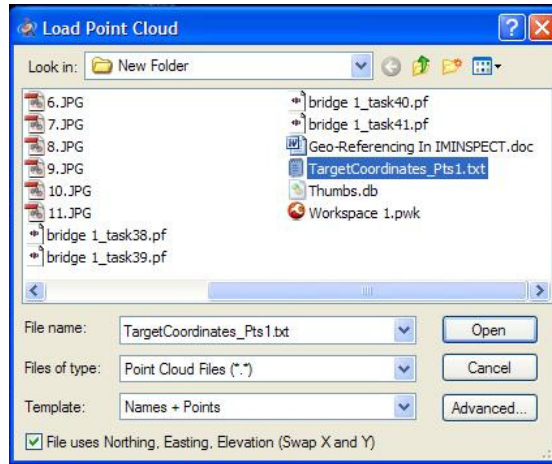 Load Point Cloud
Look in: New Folder
6.JPG
7.JPG
8.JPG
9.JPG
10.JPG
11.JPG
bridge 1_task38.pf
bridge 1_task39.pf
bridge 1_task40.pf
bridge 1_task41.pf
Geo-Referencing In IMINSPECT.doc
TargetCoordinates_Pts1.txt
Thumbs.db
Workspace 1.pwk
File name: TargetCoordinates_Pts1.txt Open
Files of type: Point Cloud Files (*.*) Cancel
Template: Names + Points Advanced...
File uses Northing, Easting, Elevation (Swap X and Y)